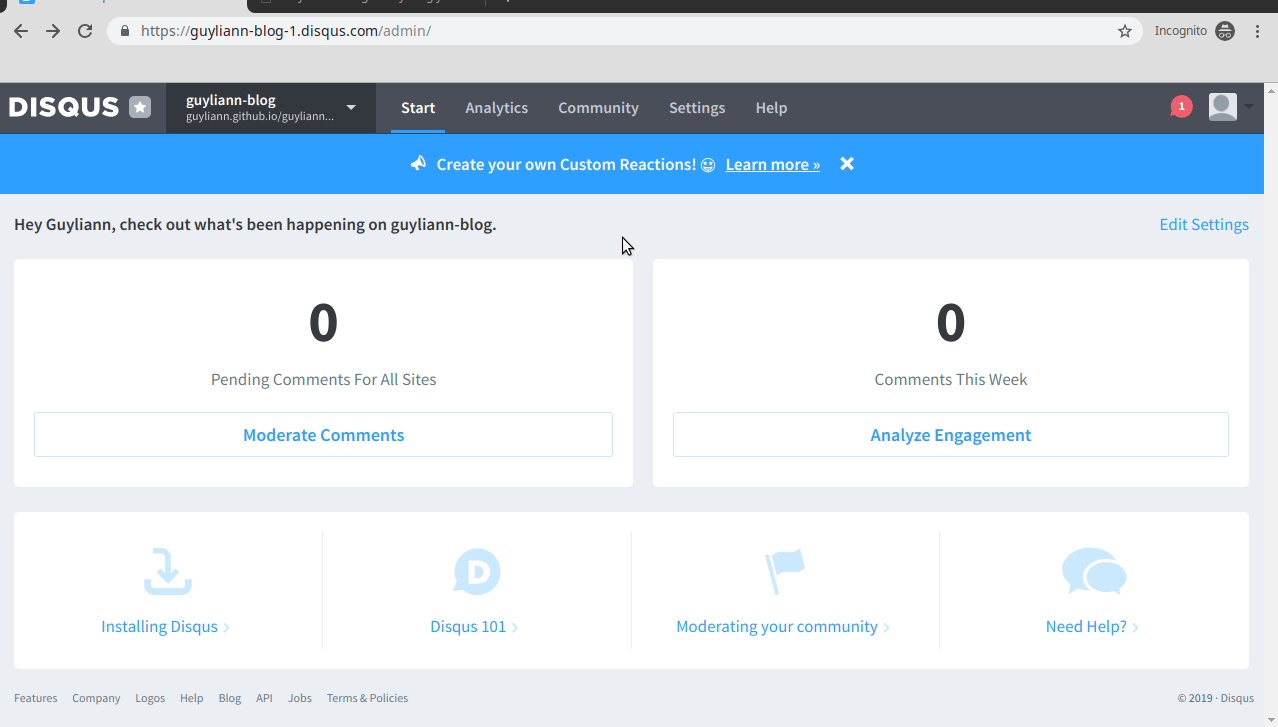 https://guyliann-blog-1.disqus.com/admin/
Incognito
DISQUS
guyliann-blog
guyliann.github.io/guyliann...
Start
Analytics
Community
Settings
Help
1
Create your own Custom Reactions! Learn more »
Hey Guyliann, check out what's been happening on guyliann-blog.
Edit Settings
0
Pending Comments For All Sites
Moderate Comments
0
Comments This Week
Analyze Engagement
D
Installing Disqus
Disqus 101
Moderating your community
Need Help?
Features
Company
Logos
Help
Blog
API
Jobs
Terms & Policies
© 2019 · Disqus